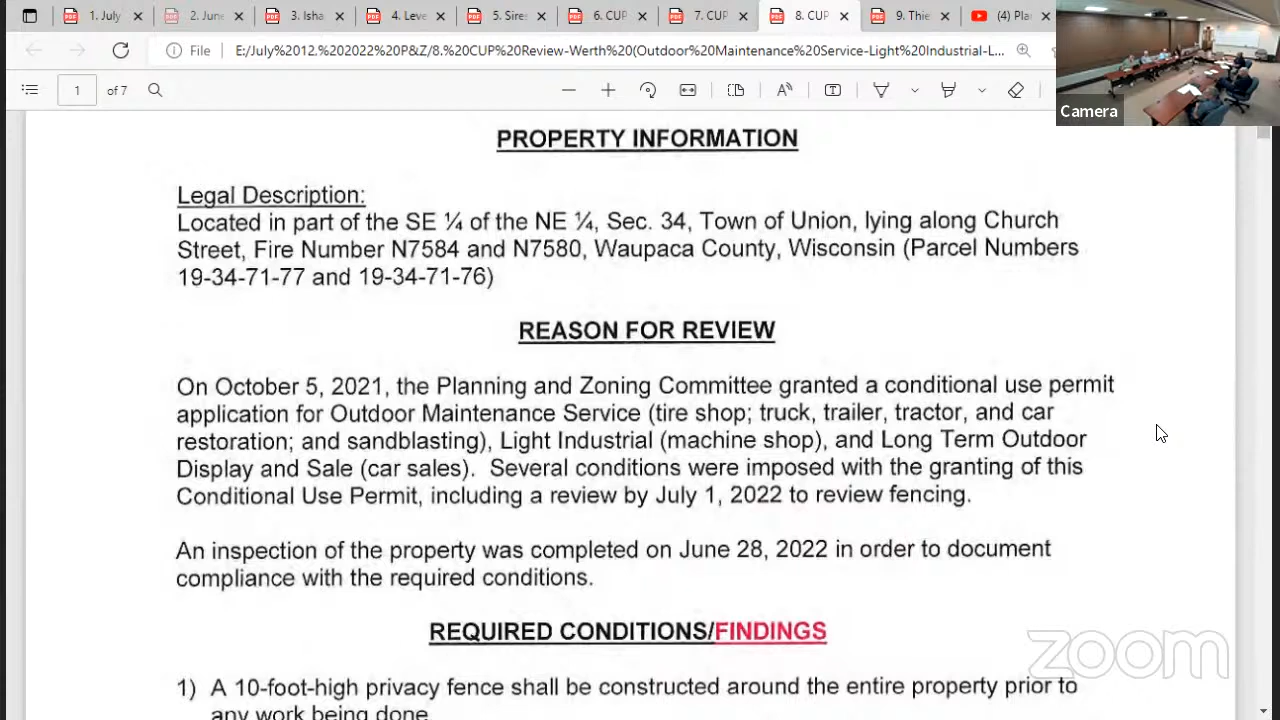 1. July
2. June
3. Isha
4. Leve
5. Sires
6. CUP
7. CUP
8. CUP
9. Thie
(4) Pla
File
E:/July%2012.%202022%20P&Z/8.%20CUP%20Review-Werth%20(Outdoor%20Maintenance%20Service-Light%20Industrial-L...
1 of 7
Camera
PROPERTY INFORMATION
Legal Description:
Located in part of the SE ¼ of the NE ¼, Sec. 34, Town of Union, lying along Church
Street, Fire Number N7584 and N7580, Waupaca County, Wisconsin (Parcel Numbers
19-34-71-77 and 19-34-71-76)
REASON FOR REVIEW
On October 5, 2021, the Planning and Zoning Committee granted a conditional use permit
application for Outdoor Maintenance Service (tire shop; truck, trailer, tractor, and car
restoration; and sandblasting), Light Industrial (machine shop), and Long Term Outdoor
Display and Sale (car sales). Several conditions were imposed with the granting of this
Conditional Use Permit, including a review by July 1, 2022 to review fencing.
An inspection of the property was completed on June 28, 2022 in order to document
compliance with the required conditions.
REQUIRED CONDITIONS/FINDINGS
1) A 10-foot-high privacy fence shall be constructed around the entire property prior to
any work being done.
zoom